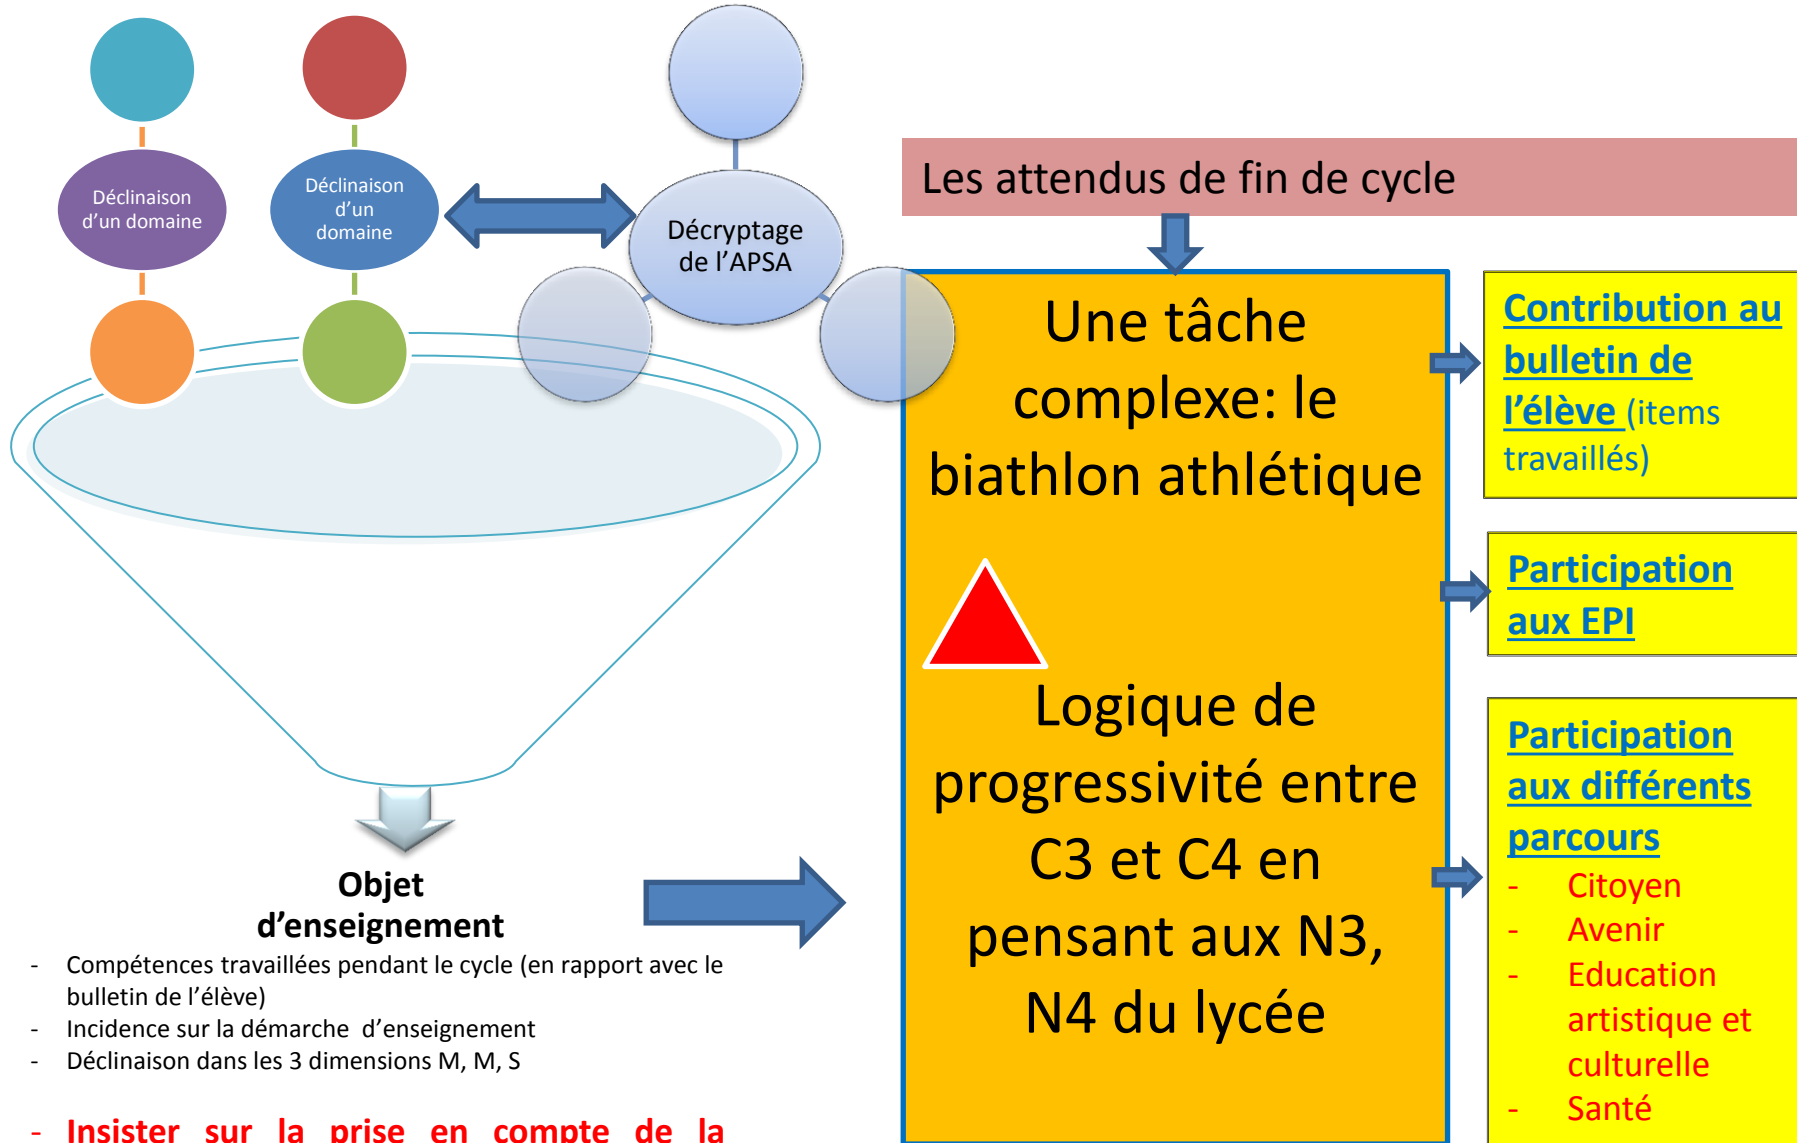 Déclinaison
d'un domaine
Déclinaison
d'un
domaine
Décryptage
de l'APSA
Objet
d'enseignement
- Compétences travaillées pendant le cycle (en rapport avec le
bulletin de l'élève)
- Incidence sur la démarche d'enseignement
- Déclinaison dans les 3 dimensions M, M, S
- Insister sur la prise en compte de la
Les attendus de fin de cycle
Une tâche
complexe: le
biathlon athlétique
Logique de
progressivité entre
C3 et C4 en
pensant aux N3,
N4 du lycée
Contribution au
bulletin de
l'élève (items
travaillés)
Participation
aux EPI
Participation
aux différents
parcours
- Citoyen
- Avenir
- Education
artistique et
culturelle
- Santé